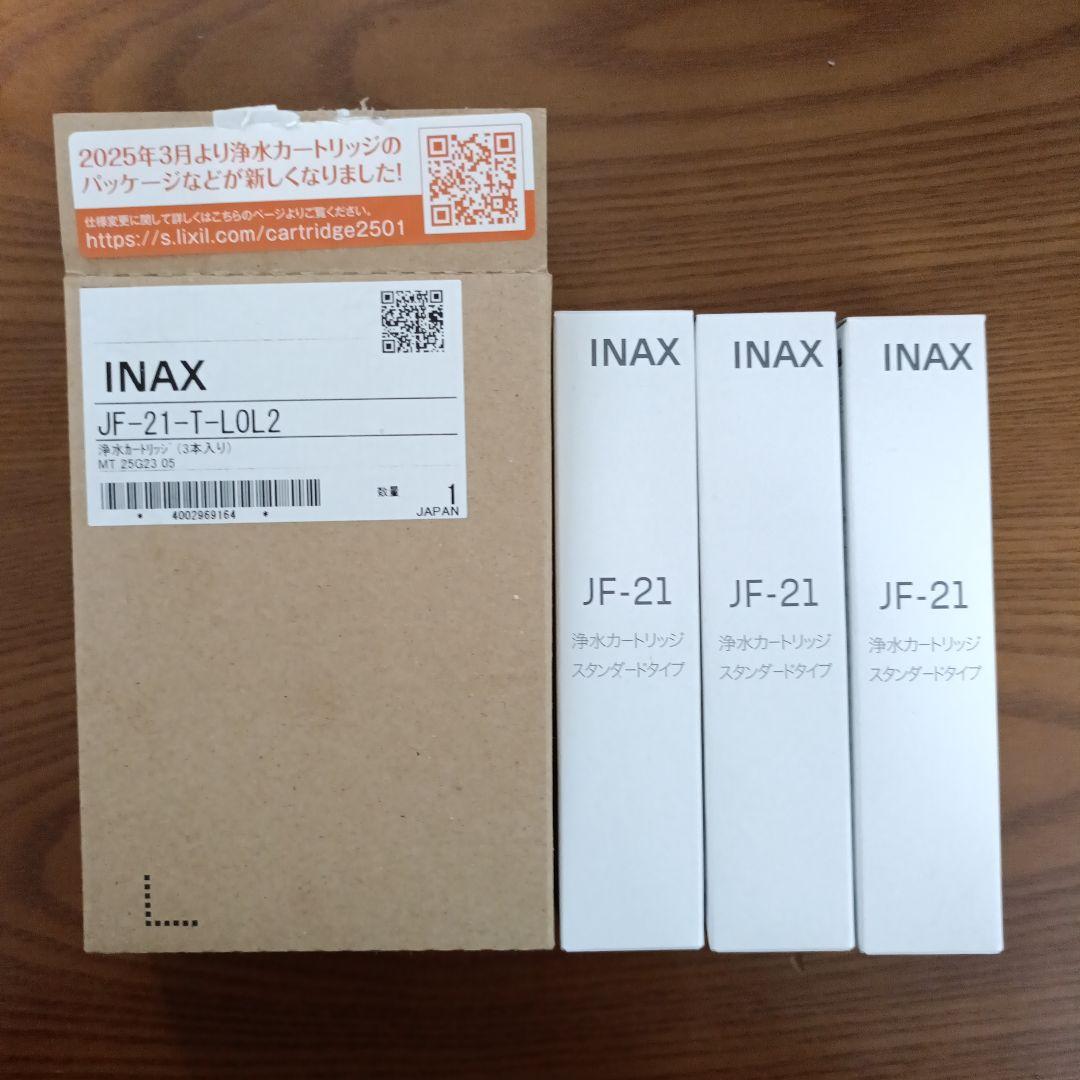 2025年3月より浄水カートリッジの
パッケージなどが新しくなりました!
仕様変更に関して詳しくはこちらのページよりご覧ください。
https://s.lixil.com/cartridge2501
INAX
JF-21-T-L0L2
浄水ｶｰﾄﾘｯｼﾞ(3本入り)
MT 25G23 05
数量 1
* 4002969164 *
JAPAN
INAX
JF-21
浄水カートリッジ
スタンダードタイプ
INAX
JF-21
浄水カートリッジ
スタンダードタイプ
INAX
JF-21
浄水カートリッジ
スタンダードタイプ